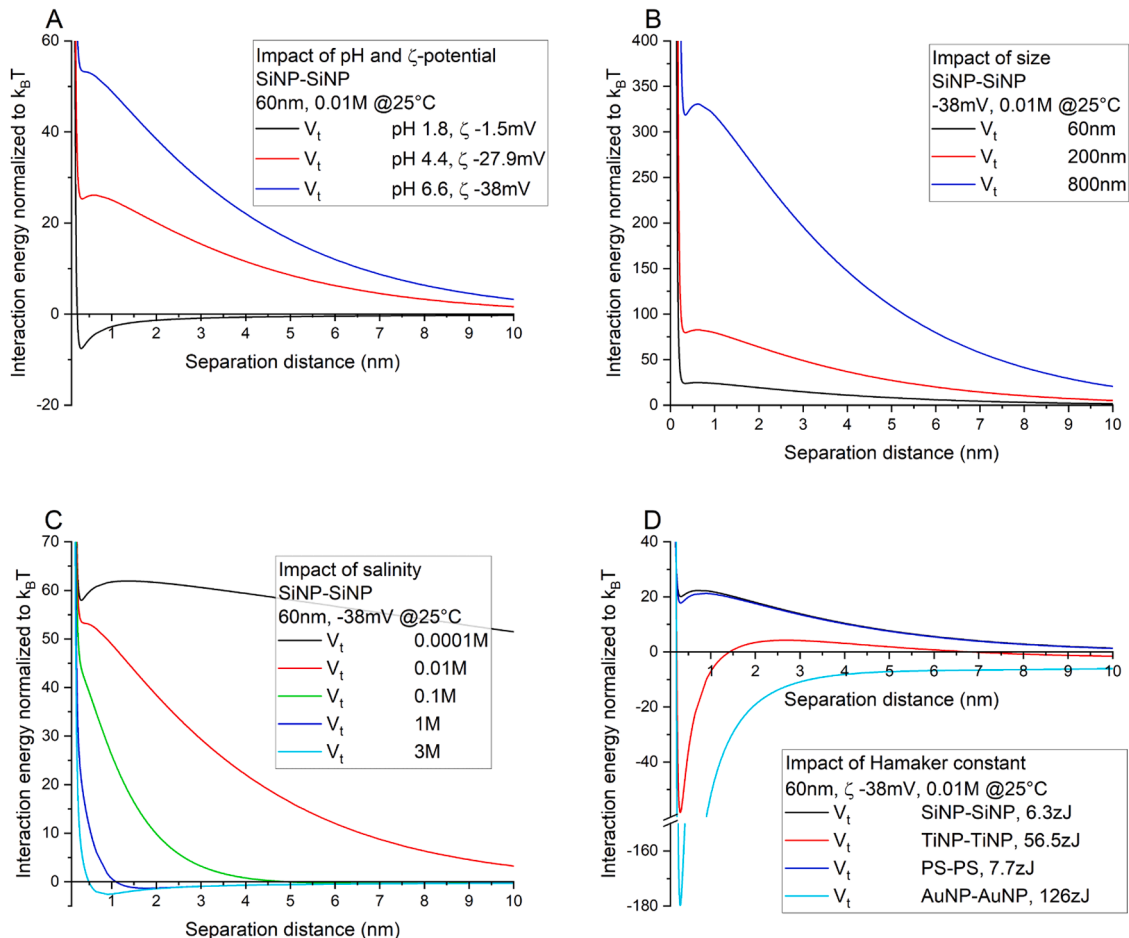 A
Interaction energy normalized to kBT
60
40
20
0
-20
Impact of pH and ζ-potential
SiNP-SiNP
60nm, 0.01M @25°C
Vt pH 1.8, ζ -1.5mV
Vt pH 4.4, ζ -27.9mV
Vt pH 6.6, ζ -38mV
1 2 3 4 5 6 7 8 9 10
Separation distance (nm)
B
Interaction energy normalized to kBT
400
350
300
250
200
150
100
50
0
Impact of size
SiNP-SiNP
-38mV, 0.01M @25°C
Vt 60nm
Vt 200nm
Vt 800nm
0 1 2 3 4 5 6 7 8 9 10
Separation distance (nm)
C
Interaction energy normalized to kBT
70
60
50
40
30
20
10
0
Impact of salinity
SiNP-SiNP
60nm, -38mV @25°C
Vt 0.0001M
Vt 0.01M
Vt 0.1M
Vt 1M
Vt 3M
1 2 3 4 5 6 7 8 9 10
Separation distance (nm)
D
Interaction energy normalized to kBT
40
20
0
-20
-40
-160
-180
1 2 3 4 5 6 7 8 9 10
Separation distance (nm)
Impact of Hamaker constant
60nm, ζ -38mV, 0.01M @25°C
Vt SiNP-SiNP, 6.3zJ
Vt TiNP-TiNP, 56.5zJ
Vt PS-PS, 7.7zJ
Vt AuNP-AuNP, 126zJ